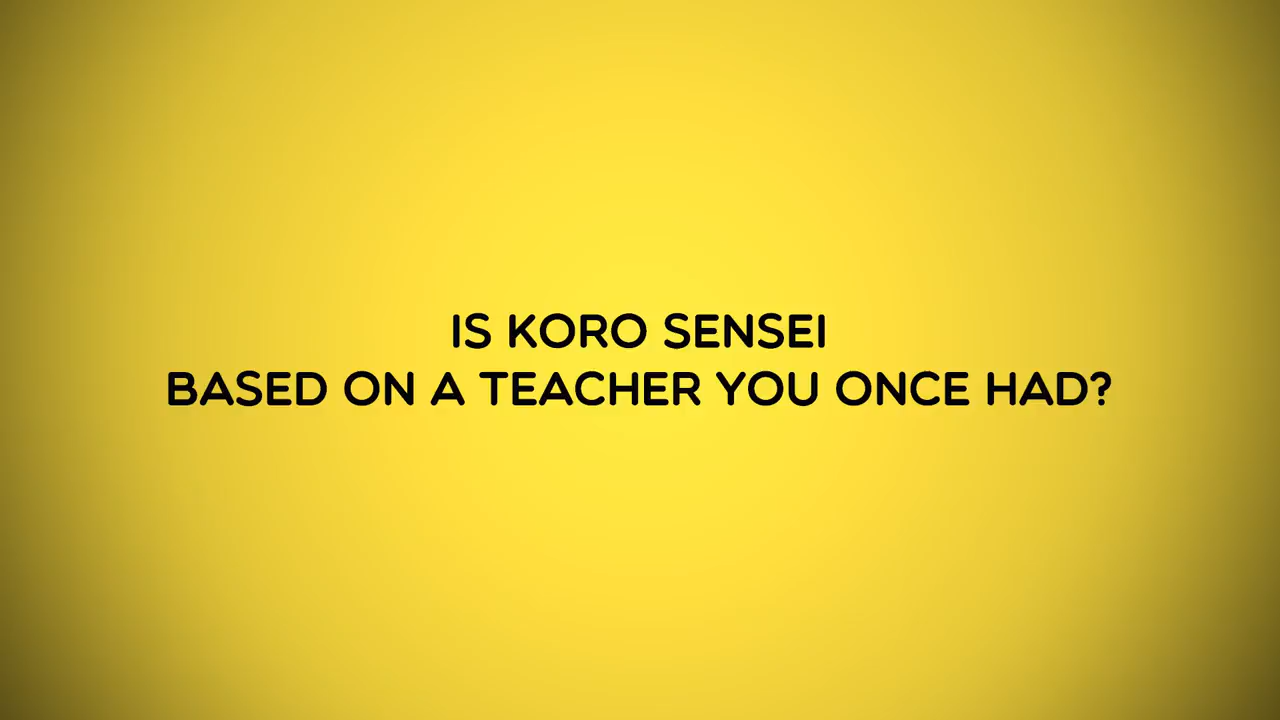 IS KORO SENSEI
BASED ON A TEACHER YOU ONCE HAD?